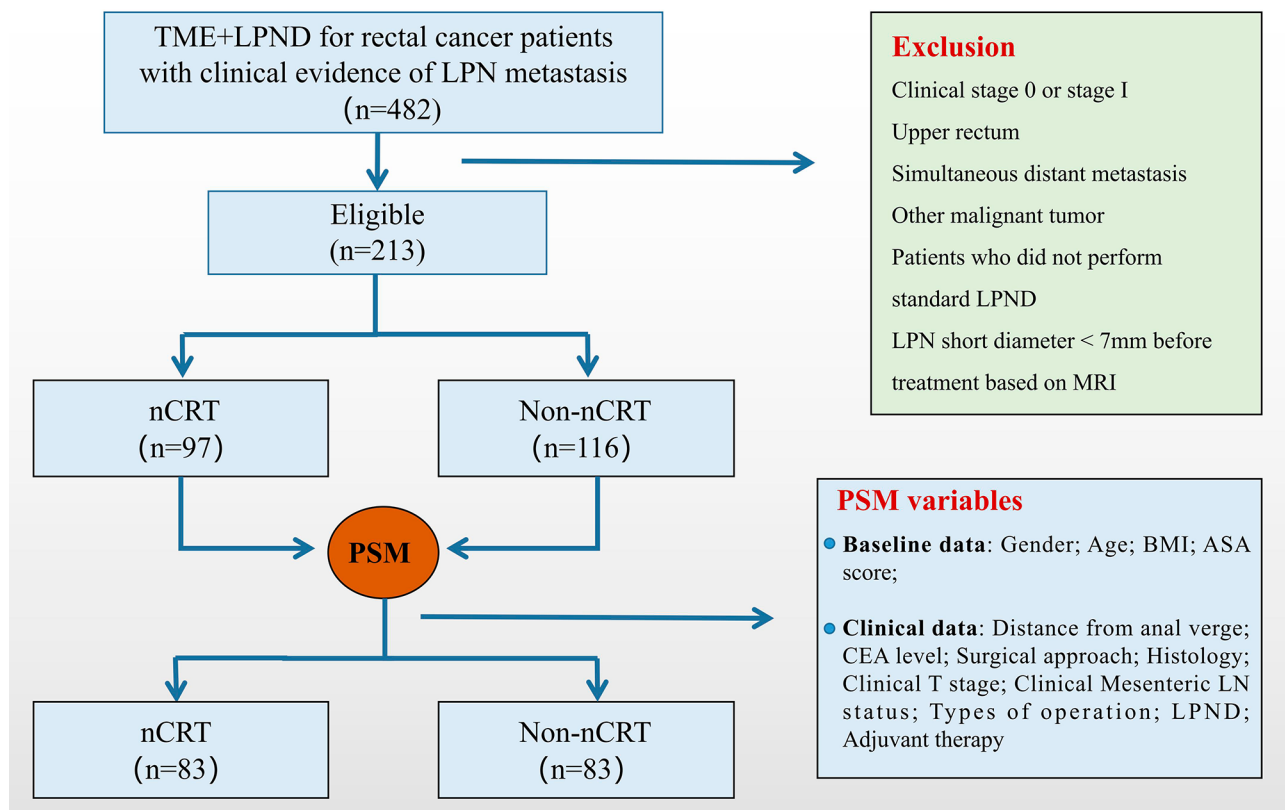 TME+LPND for rectal cancer patients
with clinical evidence of LPN metastasis
(n=482)
Eligible
(n=213)
nCRT
(n=97)
Non-nCRT
(n=116)
PSM
nCRT
(n=83)
Non-nCRT
(n=83)
Exclusion
Clinical stage 0 or stage I
Upper rectum
Simultaneous distant metastasis
Other malignant tumor
Patients who did not perform
standard LPND
LPN short diameter < 7mm before
treatment based on MRI
PSM variables
Baseline data: Gender; Age; BMI; ASA
score;
Clinical data: Distance from anal verge;
CEA level; Surgical approach; Histology;
Clinical T stage; Clinical Mesenteric LN
status; Types of operation; LPND;
Adjuvant therapy